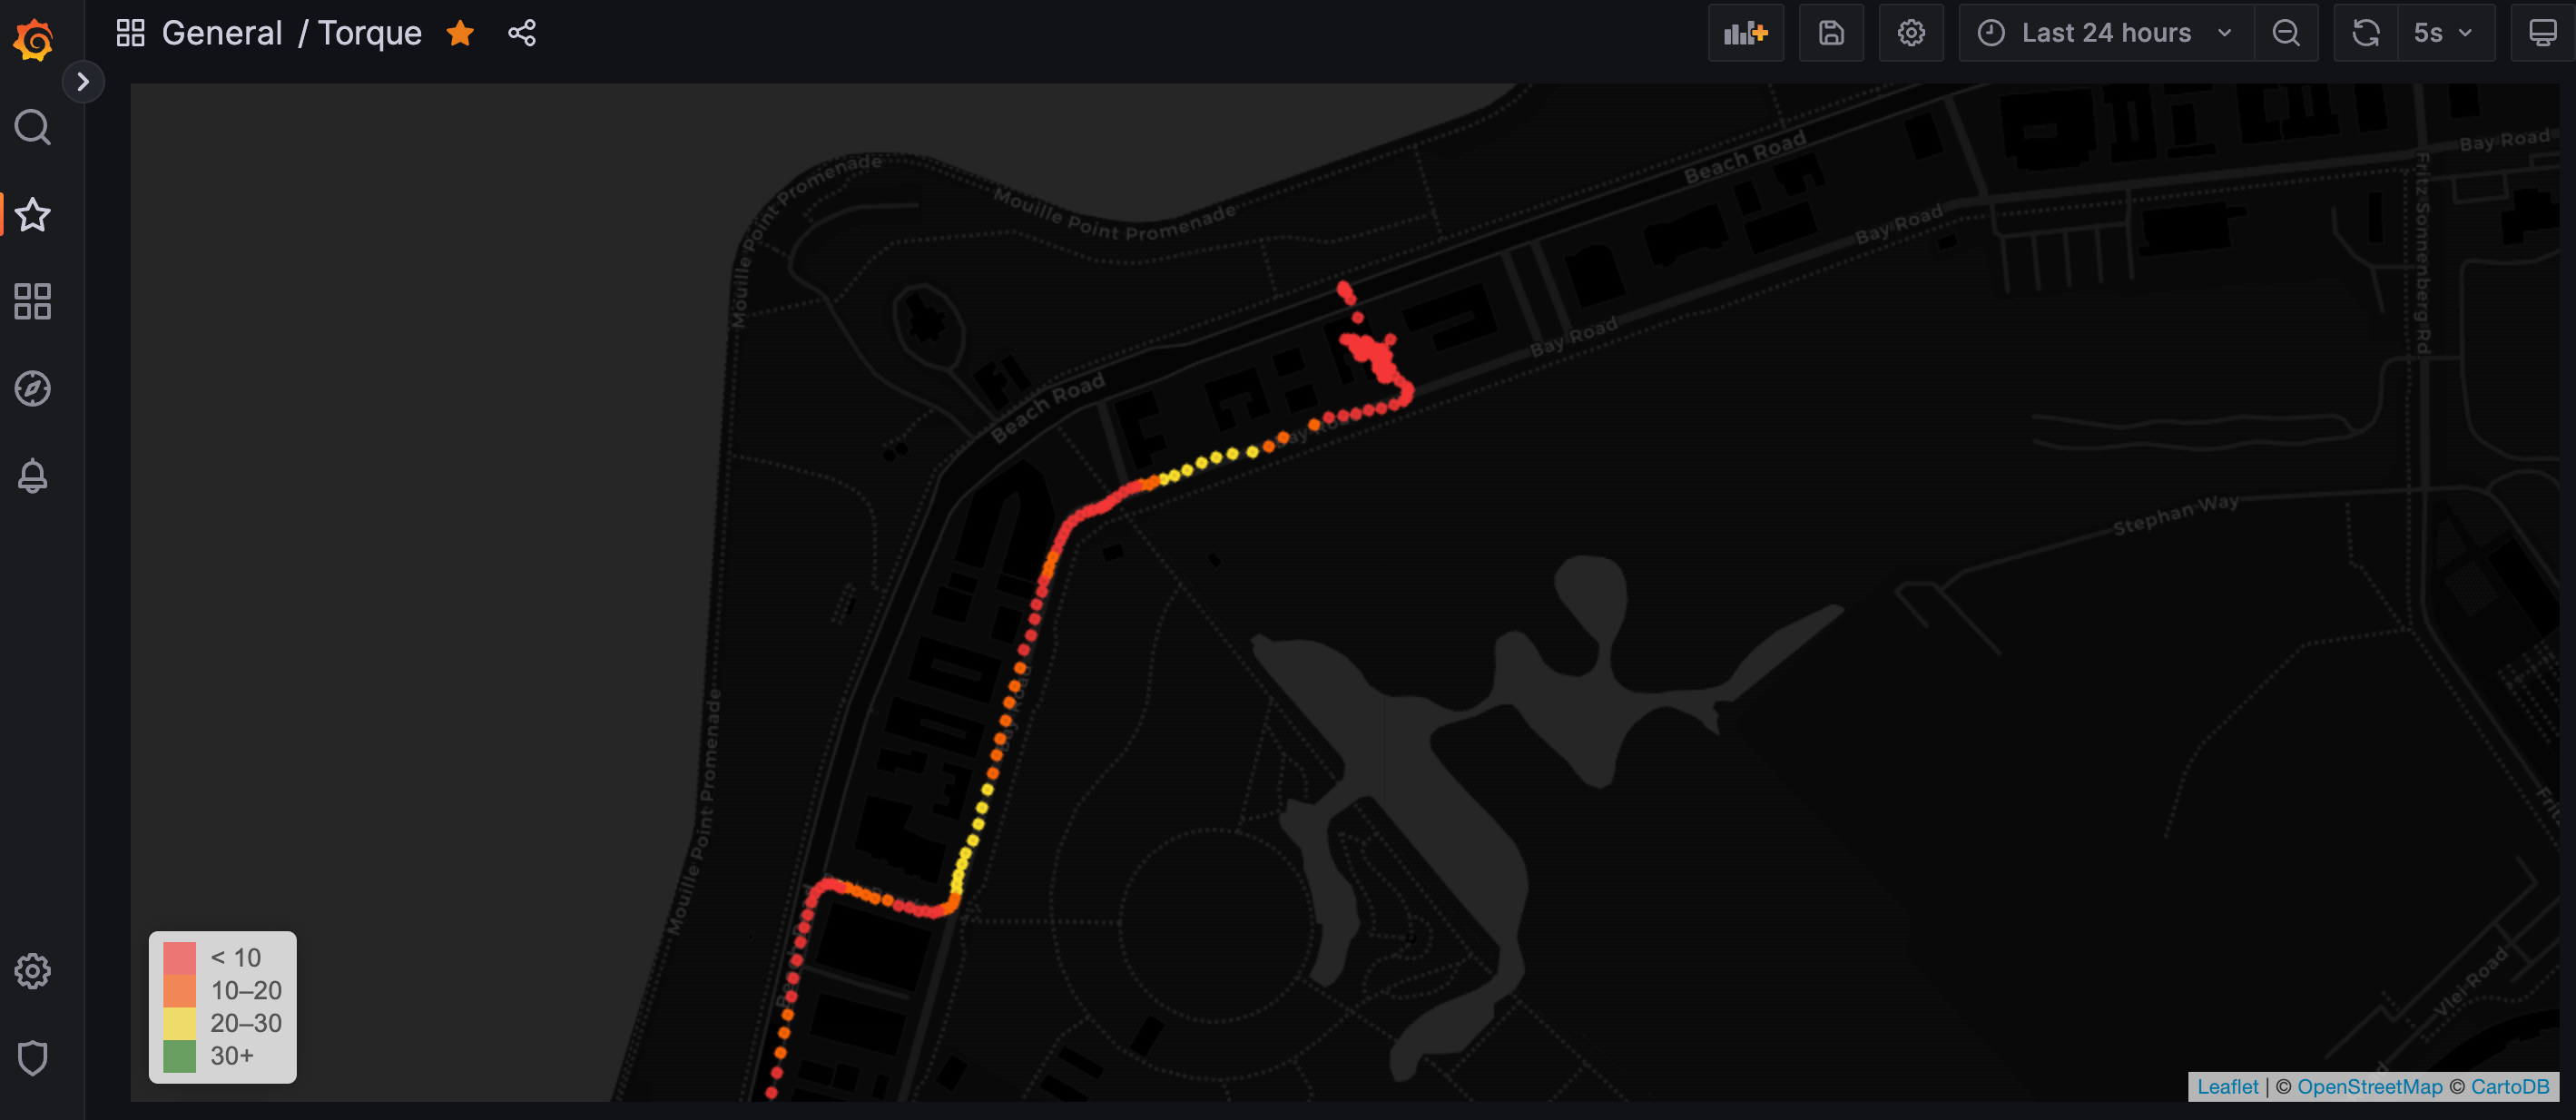 General / Torque
Last 24 hours
5s
Mouille Point Promenade
Mouille Point Promenade
Mouille Point Promenade
Beach Road
Bay Road
Bay Road
Fritz Sonnenberg Rd
Bay Road
Beach Road
Stephan Way
Bay Road
Mouille Point Promenade
Vlei Road
< 10
10–20
20–30
30+
Leaflet | © OpenStreetMap © CartoDB